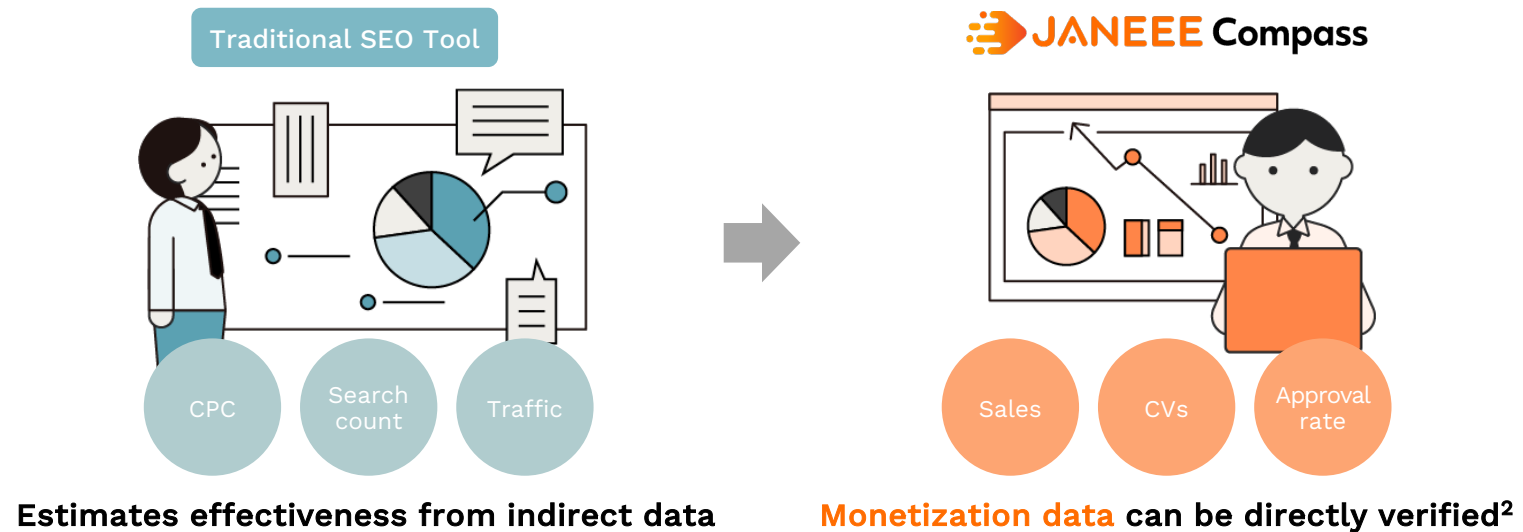 Traditional SEO Tool
CPC
Search
count
Traffic
Estimates effectiveness from indirect data
JANEEE Compass
Sales
CVs
Approval
rate
Monetization data can be directly verified²